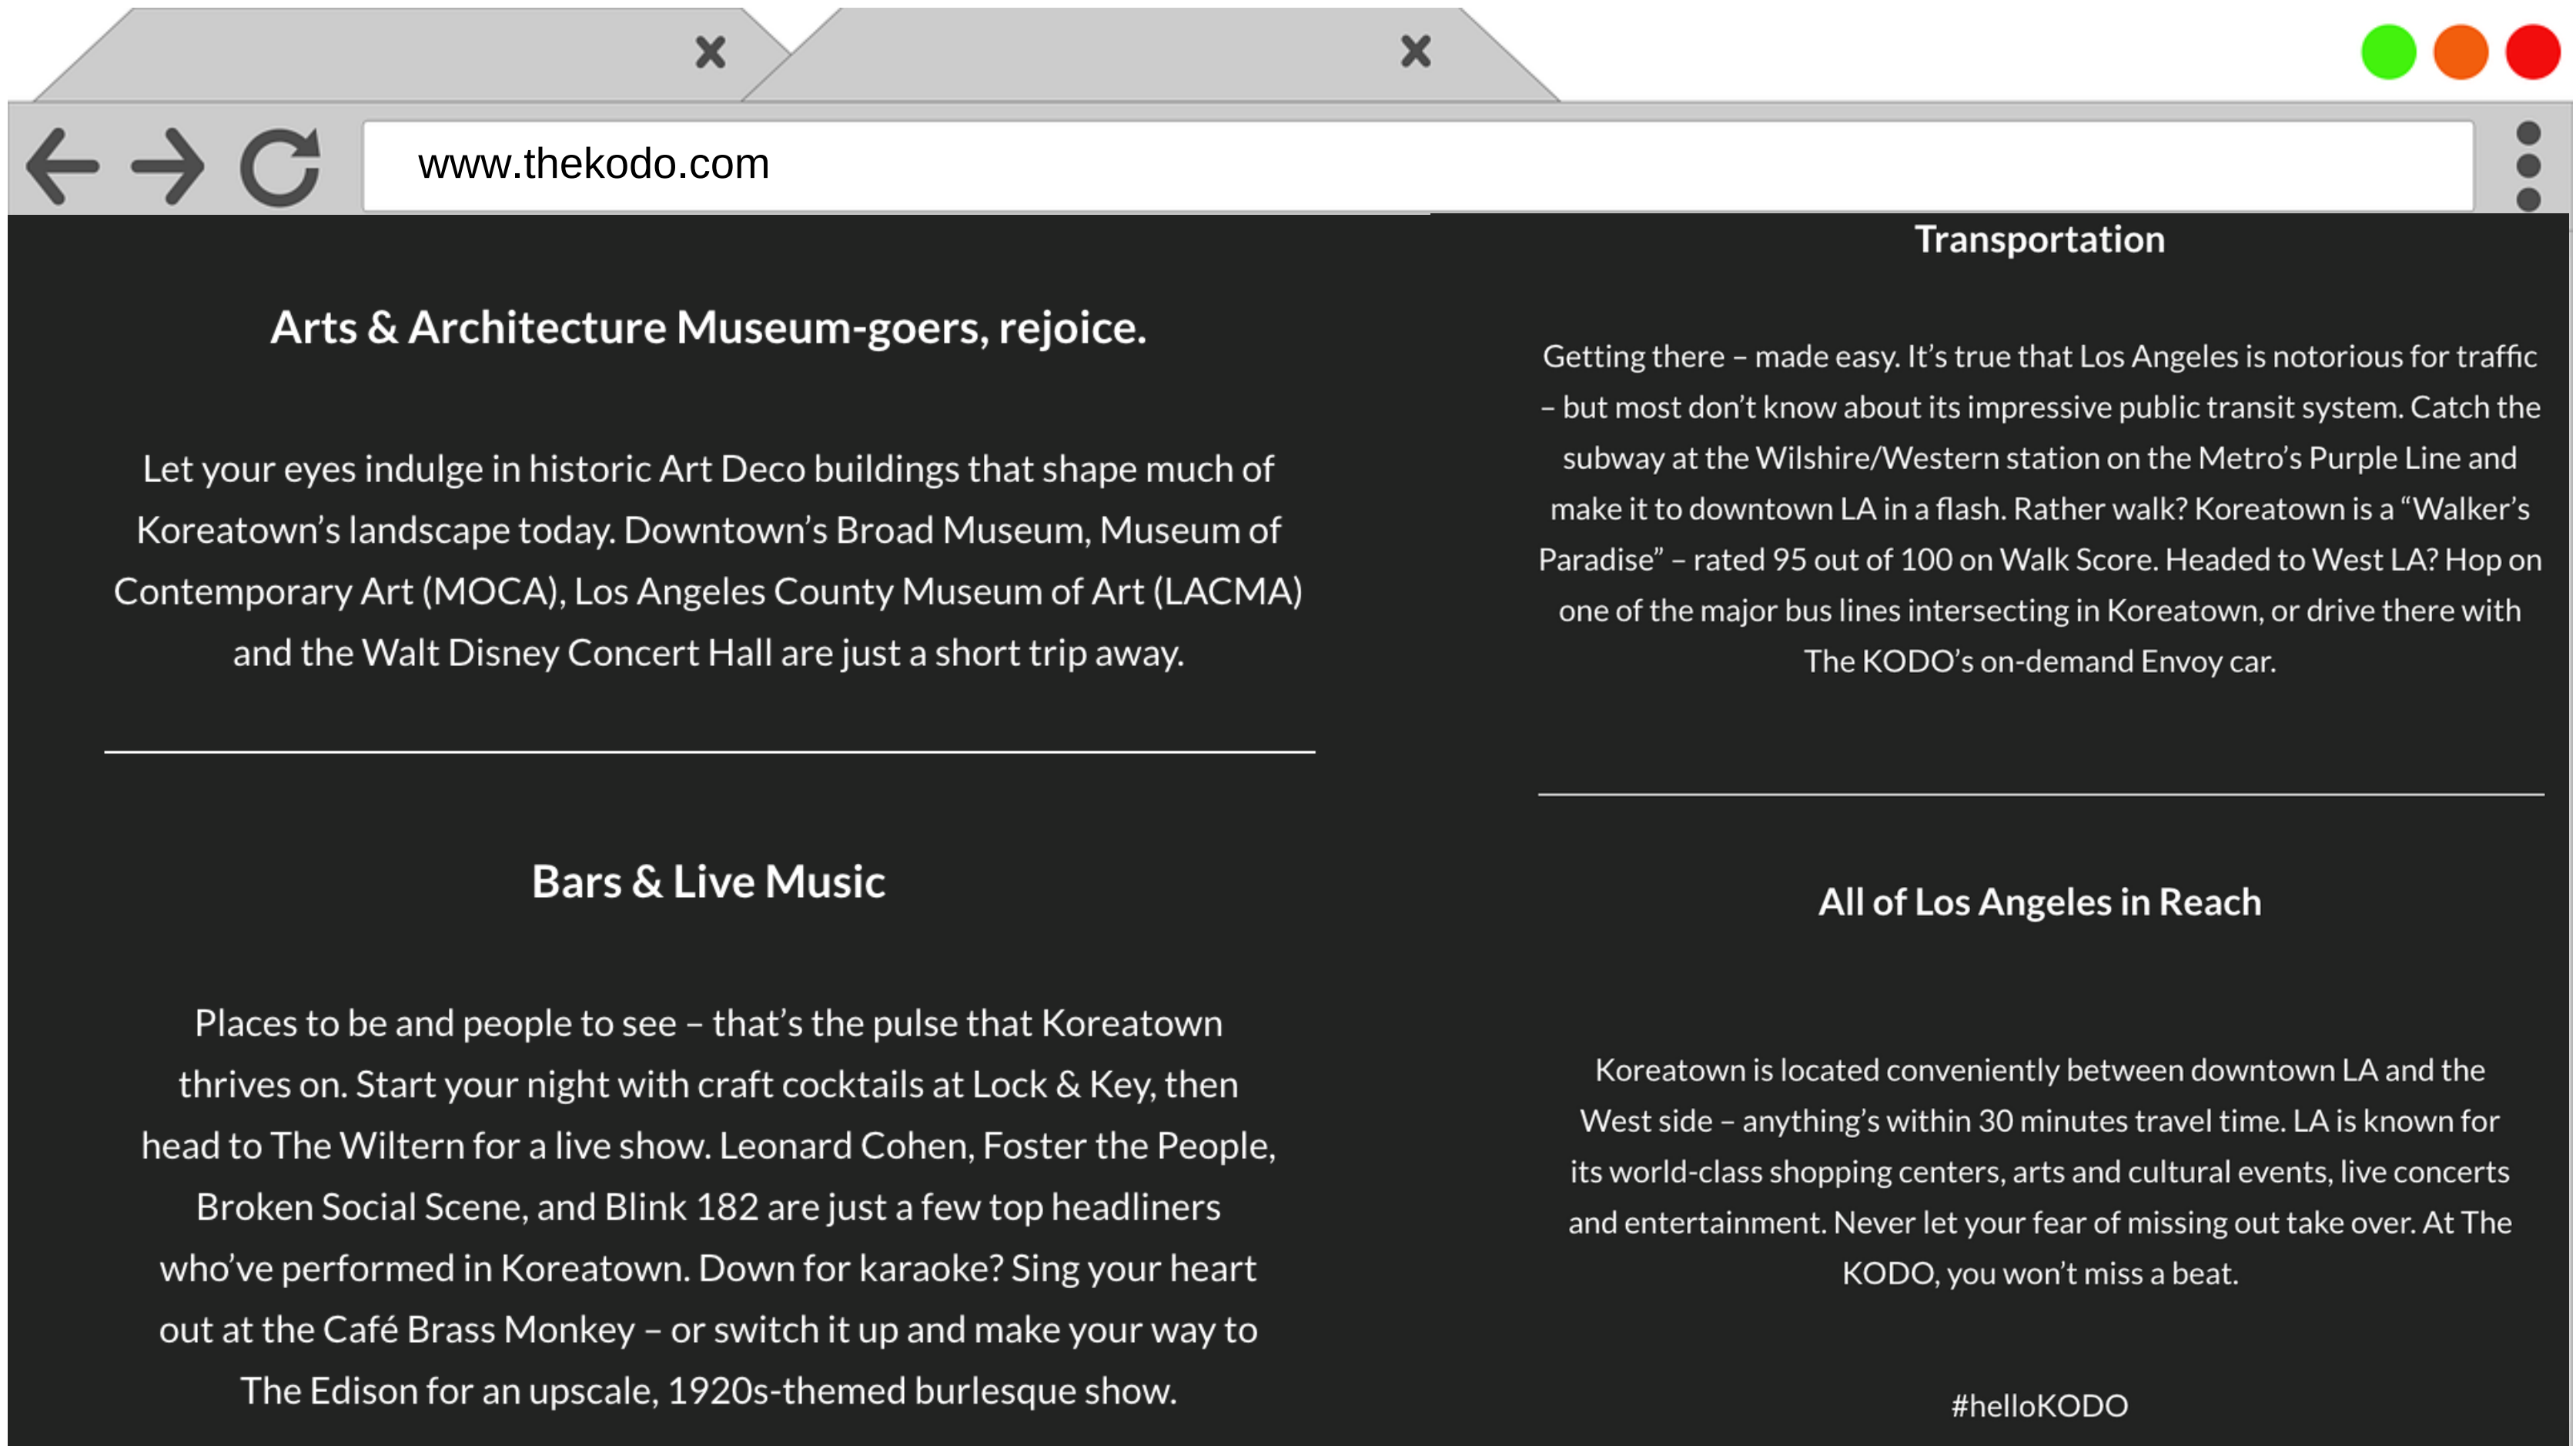 www.thekodo.com
Arts & Architecture Museum-goers, rejoice.
Let your eyes indulge in historic Art Deco buildings that shape much of
Koreatown’s landscape today. Downtown’s Broad Museum, Museum of
Contemporary Art (MOCA), Los Angeles County Museum of Art (LACMA)
and the Walt Disney Concert Hall are just a short trip away.
Bars & Live Music
Places to be and people to see – that’s the pulse that Koreatown
thrives on. Start your night with craft cocktails at Lock & Key, then
head to The Wiltern for a live show. Leonard Cohen, Foster the People,
Broken Social Scene, and Blink 182 are just a few top headliners
who’ve performed in Koreatown. Down for karaoke? Sing your heart
out at the Café Brass Monkey – or switch it up and make your way to
The Edison for an upscale, 1920s-themed burlesque show.
Transportation
Getting there – made easy. It’s true that Los Angeles is notorious for traffic
– but most don’t know about its impressive public transit system. Catch the
subway at the Wilshire/Western station on the Metro’s Purple Line and
make it to downtown LA in a flash. Rather walk? Koreatown is a “Walker’s
Paradise” – rated 95 out of 100 on Walk Score. Headed to West LA? Hop on
one of the major bus lines intersecting in Koreatown, or drive there with
The KODO’s on-demand Envoy car.
All of Los Angeles in Reach
Koreatown is located conveniently between downtown LA and the
West side – anything’s within 30 minutes travel time. LA is known for
its world-class shopping centers, arts and cultural events, live concerts
and entertainment. Never let your fear of missing out take over. At The
KODO, you won’t miss a beat.
#helloKODO